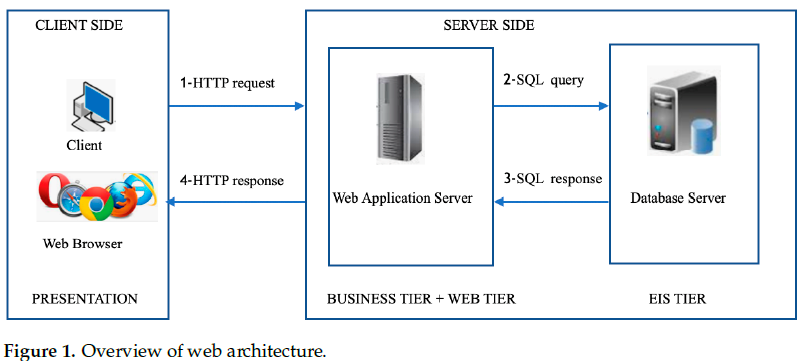 CLIENT SIDE
SERVER SIDE
1-HTTP request
2-SQL query
Client
4-HTTP response
3-SQL response
Web Application Server
Database Server
Web Browser
PRESENTATION
BUSINESS TIER + WEB TIER
EIS TIER
Figure 1. Overview of web architecture.